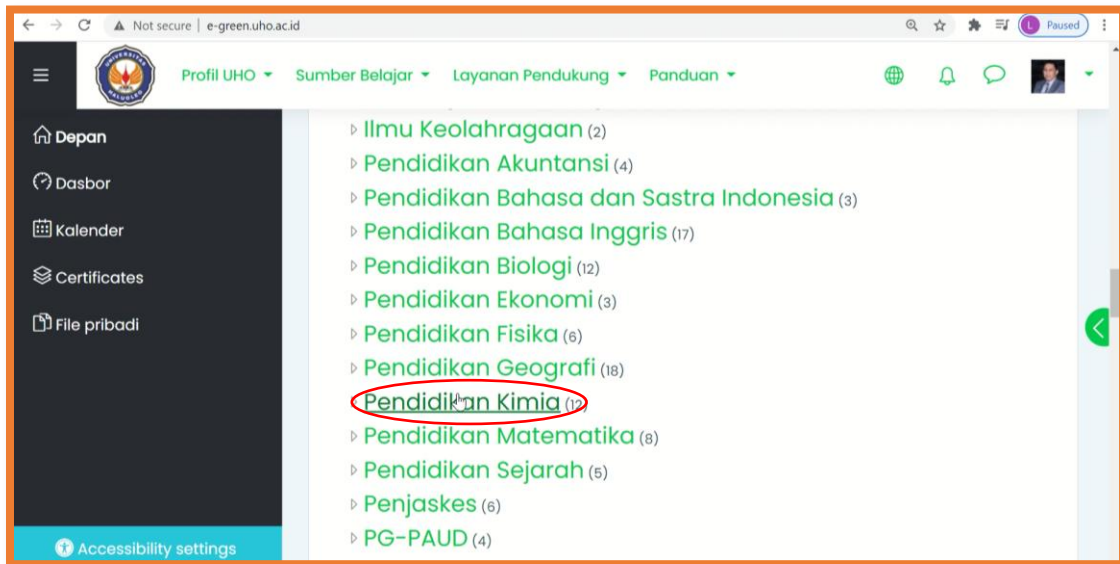 Not secure | e-green.uho.ac.id
L Paused
Profil UHO Sumber Belajar Layanan Pendukung Panduan
Depan
Dasbor
Kalender
Certificates
File pribadi
Accessibility settings
Ilmu Keolahragaan (2)
Pendidikan Akuntansi (4)
Pendidikan Bahasa dan Sastra Indonesia (3)
Pendidikan Bahasa Inggris (17)
Pendidikan Biologi (12)
Pendidikan Ekonomi (3)
Pendidikan Fisika (6)
Pendidikan Geografi (18)
Pendidikan Kimia (12)
Pendidikan Matematika (8)
Pendidikan Sejarah (5)
Penjaskes (6)
PG-PAUD (4)